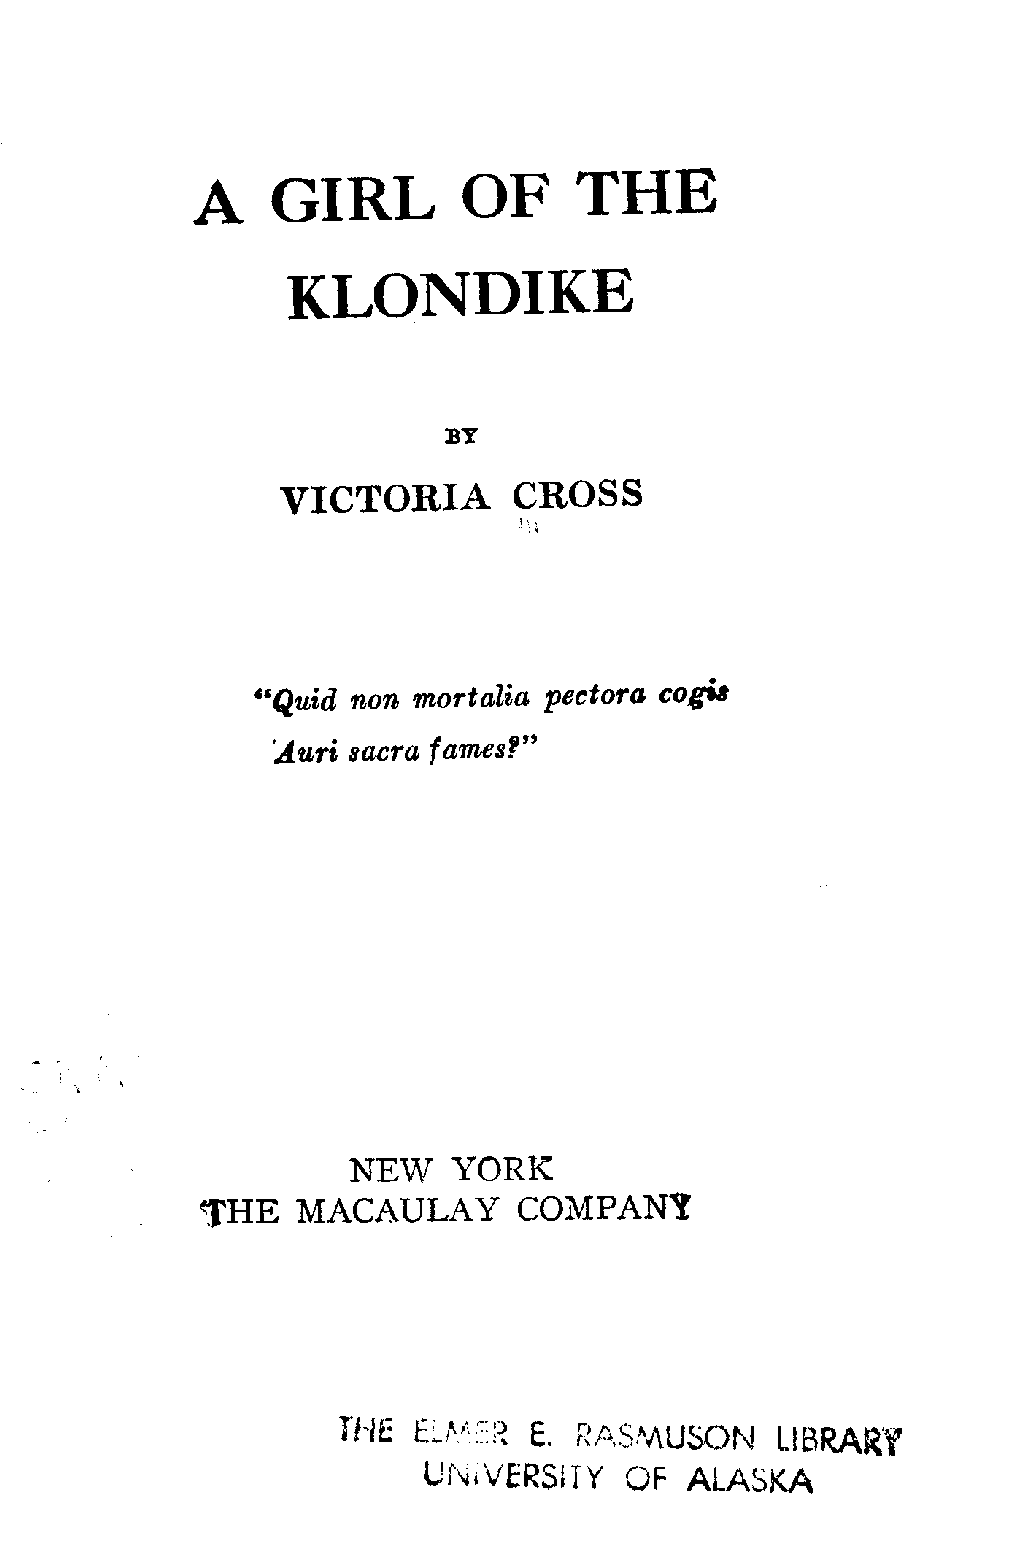 A GIRL OF THE
KLONDIKE
BY
VICTORIA CROSS
"Quid non mortalia pectora cogis
Auri sacra fames?"
NEW YORK
THE MACAULAY COMPANY
THE ELMER E. RASMUSON LIBRARY
UNIVERSITY OF ALASKA